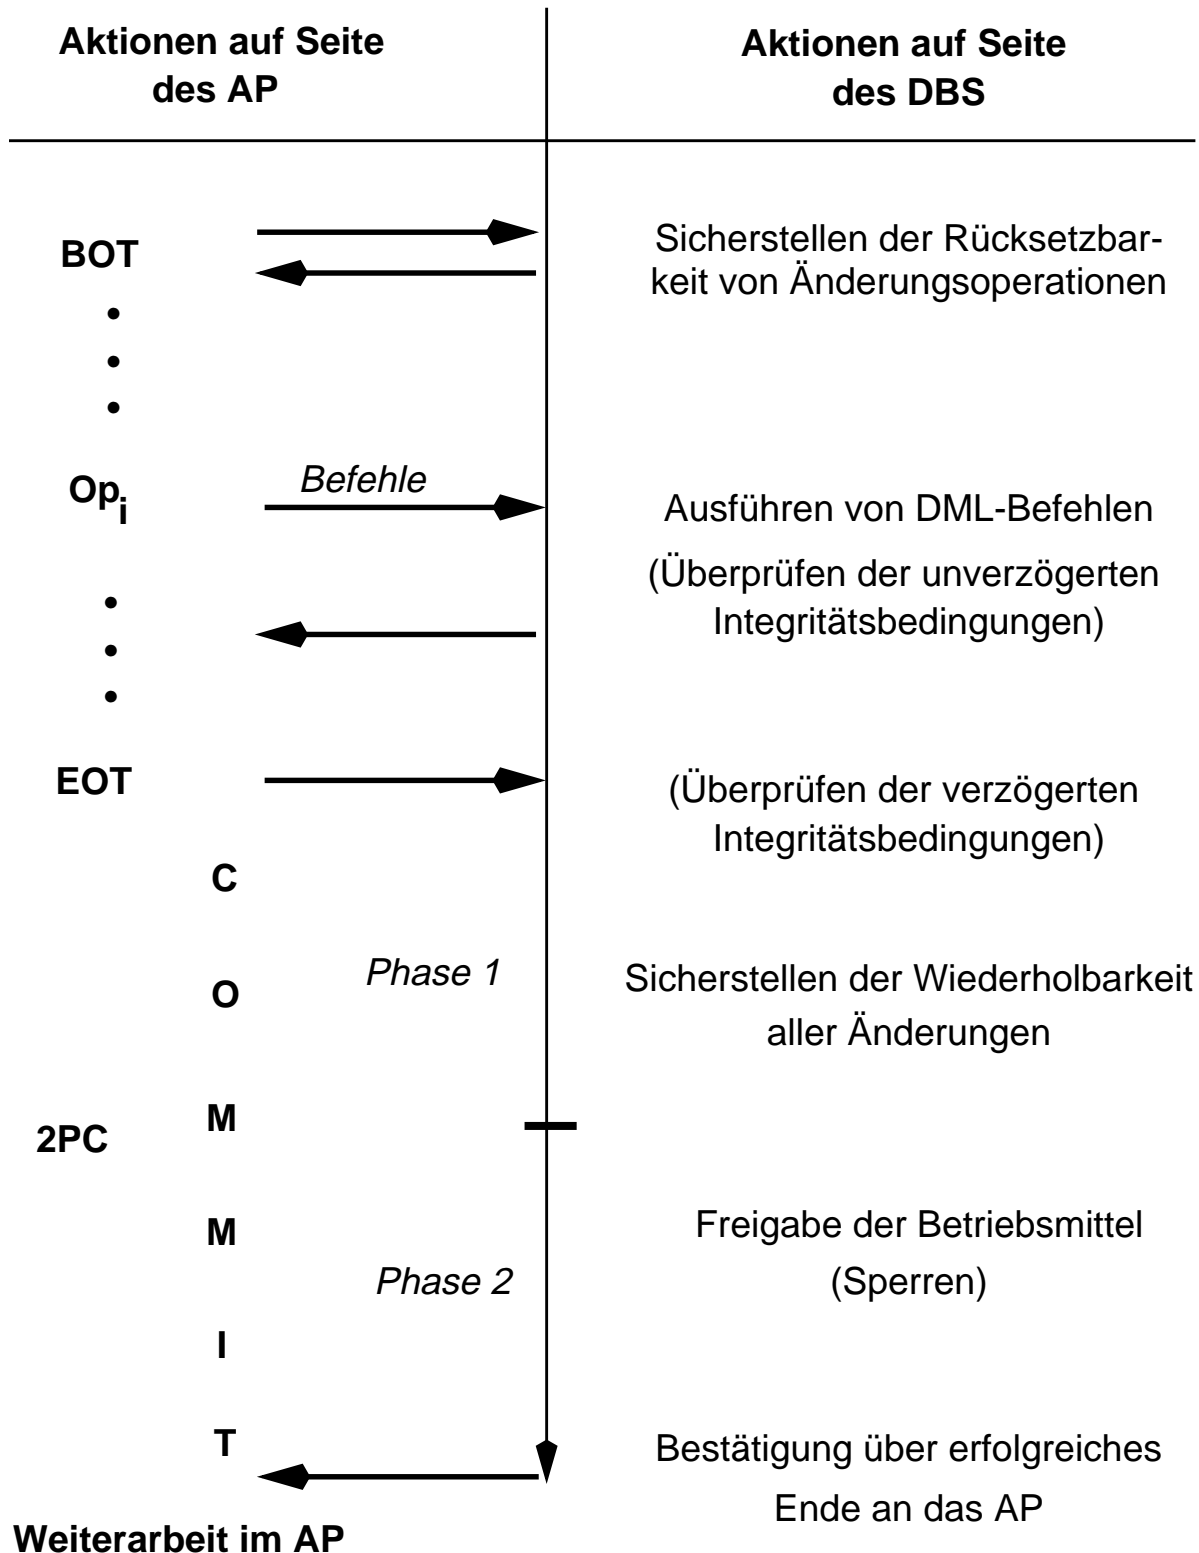 Aktionen auf Seite
des AP
Aktionen auf Seite
des DBS
BOT
Sicherstellen der Rücksetzbar-
keit von Änderungsoperationen
Op i
Befehle
Ausführen von DML-Befehlen
(Überprüfen der unverzögerten
Integritätsbedingungen)
EOT
(Überprüfen der verzögerten
Integritätsbedingungen)
C
Phase 1
O
Sicherstellen der Wiederholbarkeit
aller Änderungen
M
2PC
M
Freigabe der Betriebsmittel
Phase 2
(Sperren)
I
T
Bestätigung über erfolgreiches
Ende an das AP
Weiterarbeit im AP